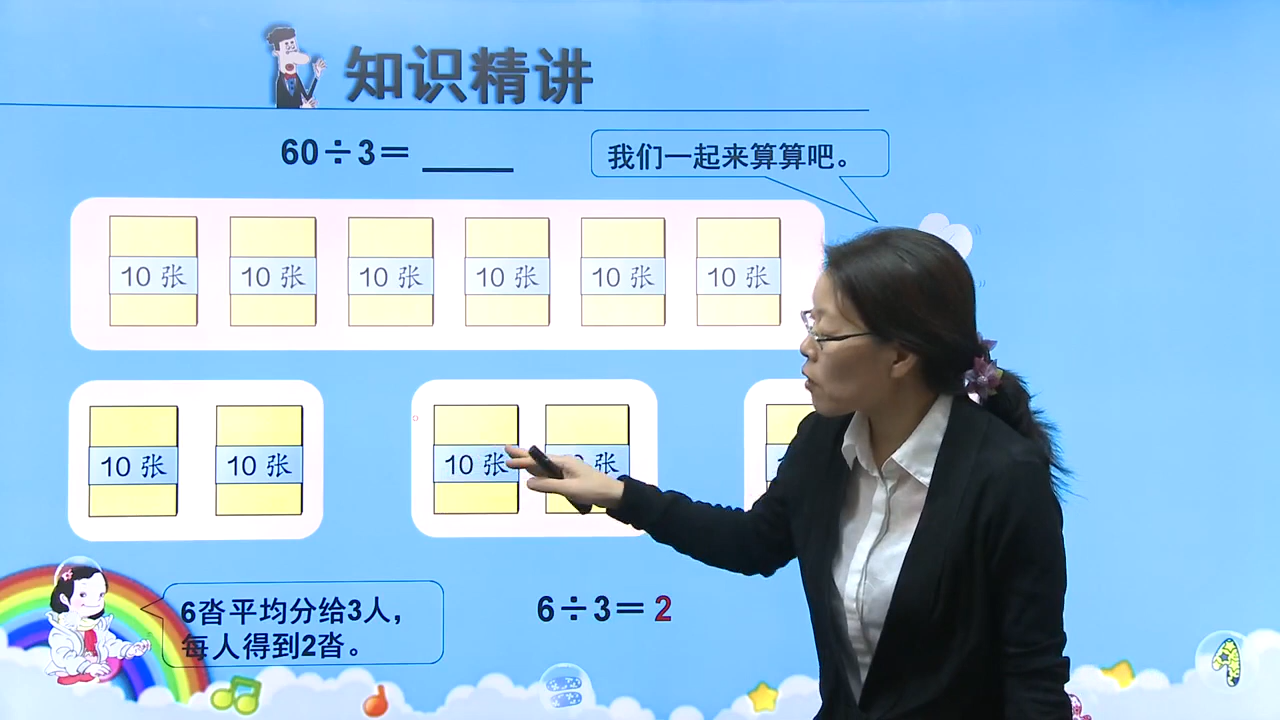 知识精讲
60÷3＝ ____
我们一起来算算吧。
10 张 10 张 10 张 10 张 10 张 10 张
10 张 10 张 10 张 张
6沓平均分给3人，
每人得到2沓。
6÷3＝2